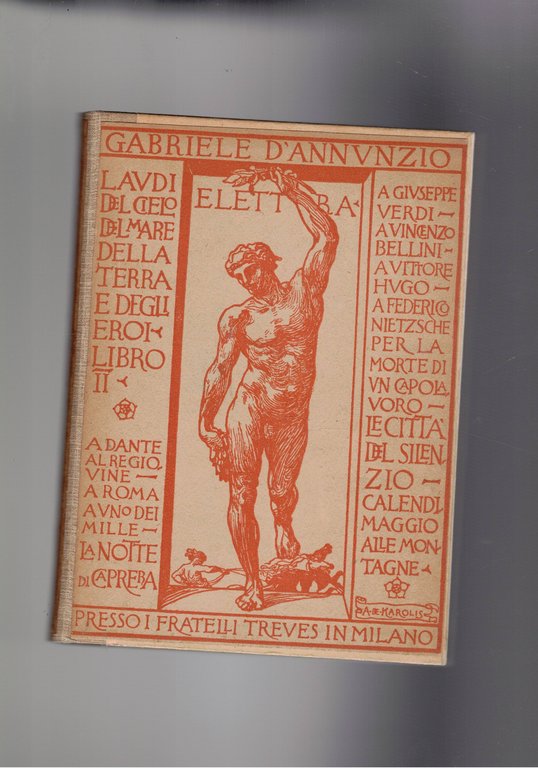 GABRIELE D'ANNVNZIO
ELETTRA
LAVDI
DEL CIELO
DEL MARE
DELLA
TERRA
E DEGLI
EROI-
LIBRO
II
A DANTE
AL REGIO
VINE —
A ROMA
A VNO DEI
MILLE —
LA NOTTE
DI CAPRERA
A GIVSEPPE
VERDI —
A VINCENZO
BELLINI —
A VITTORE
HVGO —
A FEDERICO
NIETZSCHE
PER LA
MORTE DI
VN CAPOLA
VORO — LE CITTÀ
DEL SILEN
ZIO —
CALENDI
MAGGIO
ALLE MON
TAGNE
A · DE KAROLIS
PRESSO I FRATELLI TREVES IN MILANO